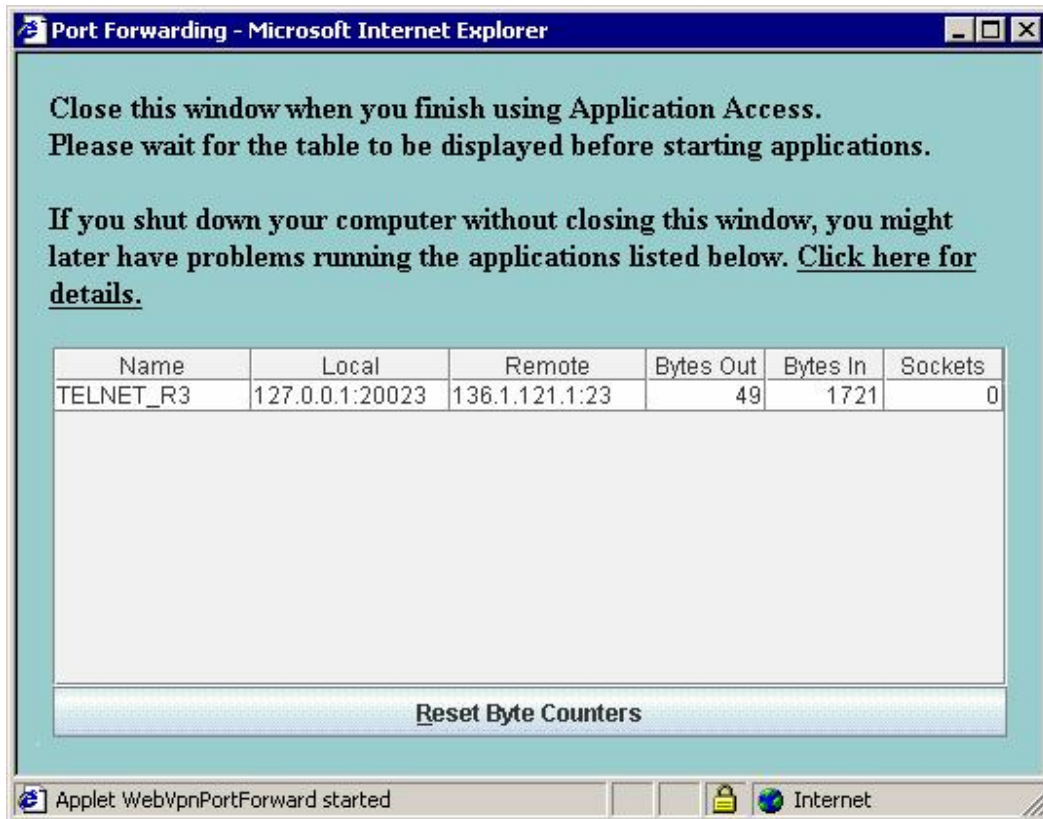 Port Forwarding - Microsoft Internet Explorer
Close this window when you finish using Application Access.
Please wait for the table to be displayed before starting applications.
If you shut down your computer without closing this window, you might
later have problems running the applications listed below. Click here for
details.
Name Local Remote Bytes Out Bytes In Sockets
TELNET_R3 127.0.0.1:20023 136.1.121.1:23 49 1721 0
Reset Byte Counters
Applet WebVpnPortForward started Internet